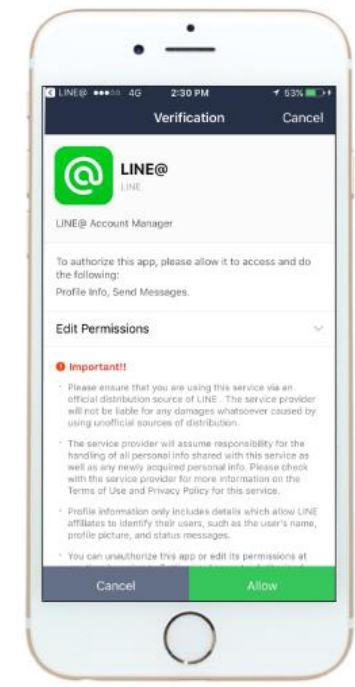 LINE@ 4G 2:30 PM 53%
Verification Cancel
LINE@
LINE
LINE@ Account Manager
To authorize this app, please allow it to access and do
the following:
Profile Info, Send Messages.
Edit Permissions
Important!!
Please ensure that you are using this service via an
official distribution source of LINE . The service provider
will not be liable for any damages whatsoever caused by
using unofficial sources of distribution.
The service provider will assume responsibility for the
handling of all personal info shared with this service as
well as any newly acquired personal info. Please check
with the service provider for more information on the
Terms of Use and Privacy Policy for this service.
Profile information only includes details which allow LINE
affiliates to identify their users, such as the user's name,
profile picture, and status messages.
You can unauthorize this app or edit its permissions at
Cancel Allow